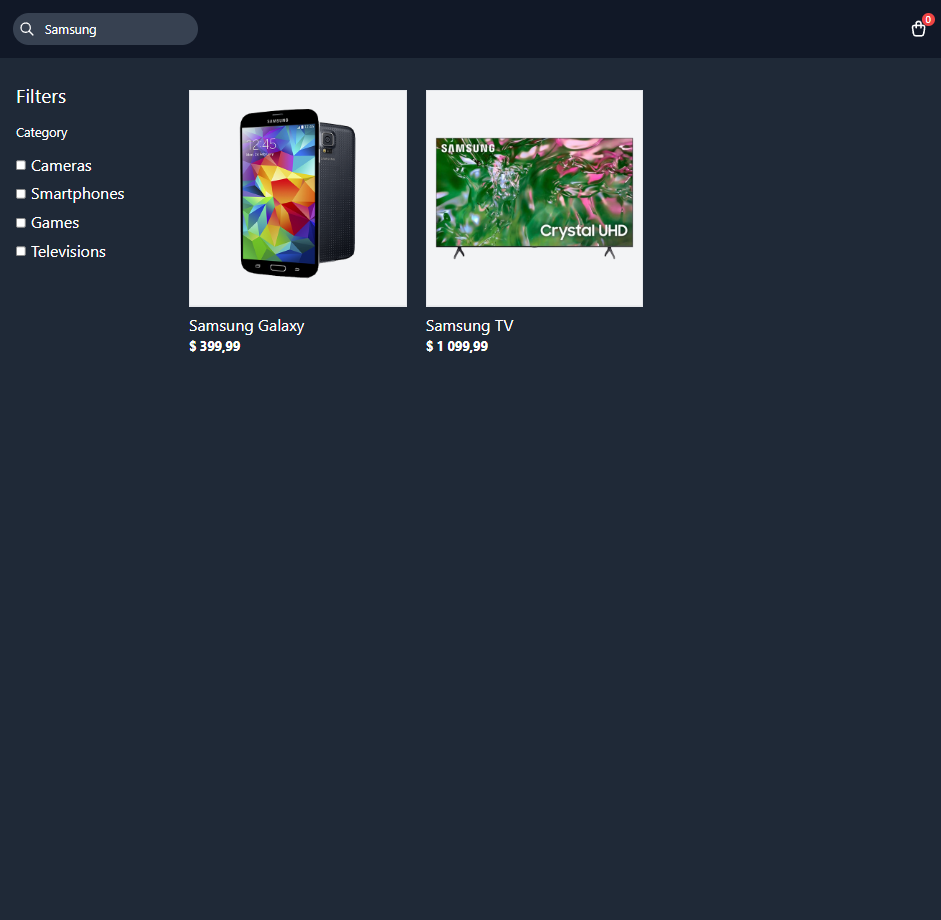 Samsung
0
Filters
Category
Cameras
Smartphones
Games
Televisions
SAMSUNG
12:45
SAMSUNG
Crystal UHD
Samsung Galaxy
$ 399,99
Samsung TV
$ 1 099,99